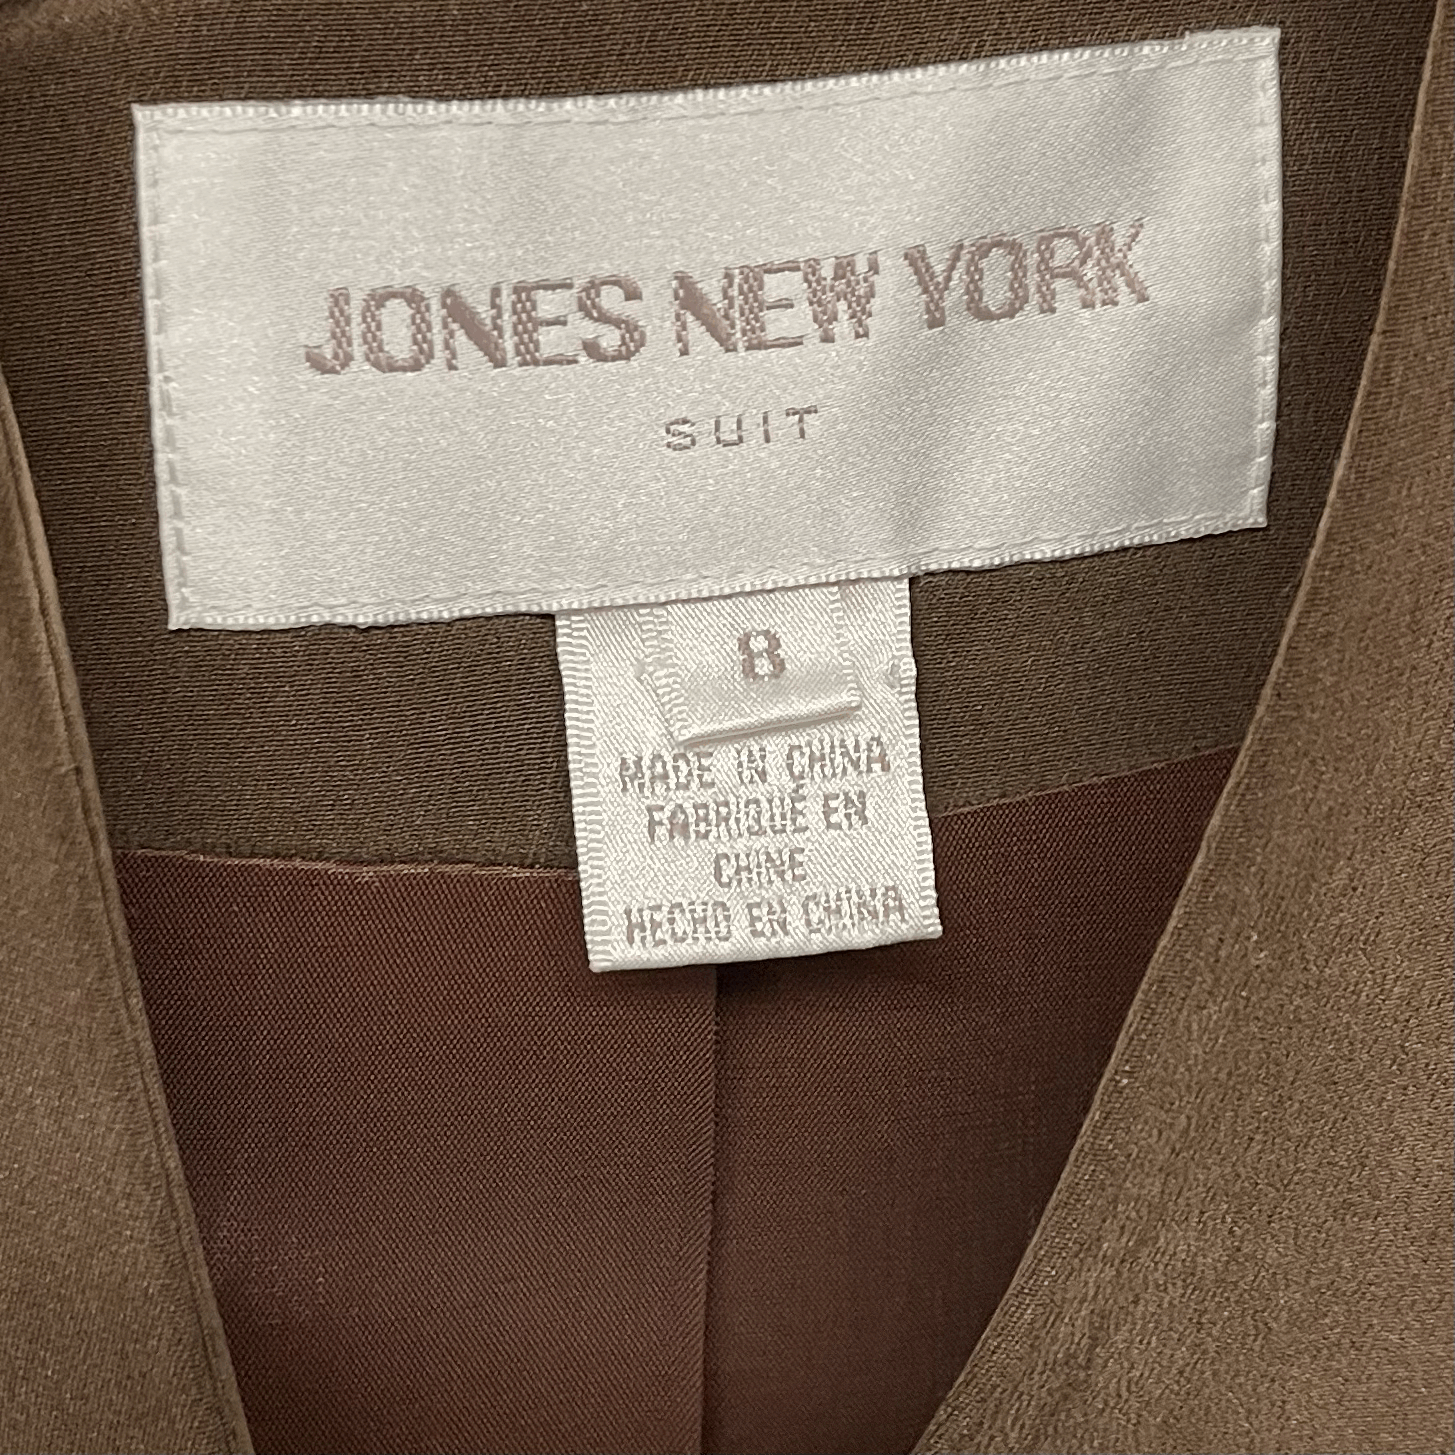 JONES NEW YORK
SUIT
8
MADE IN CHINA
FABRIQUÉ EN
CHINE
HECHO EN CHINA